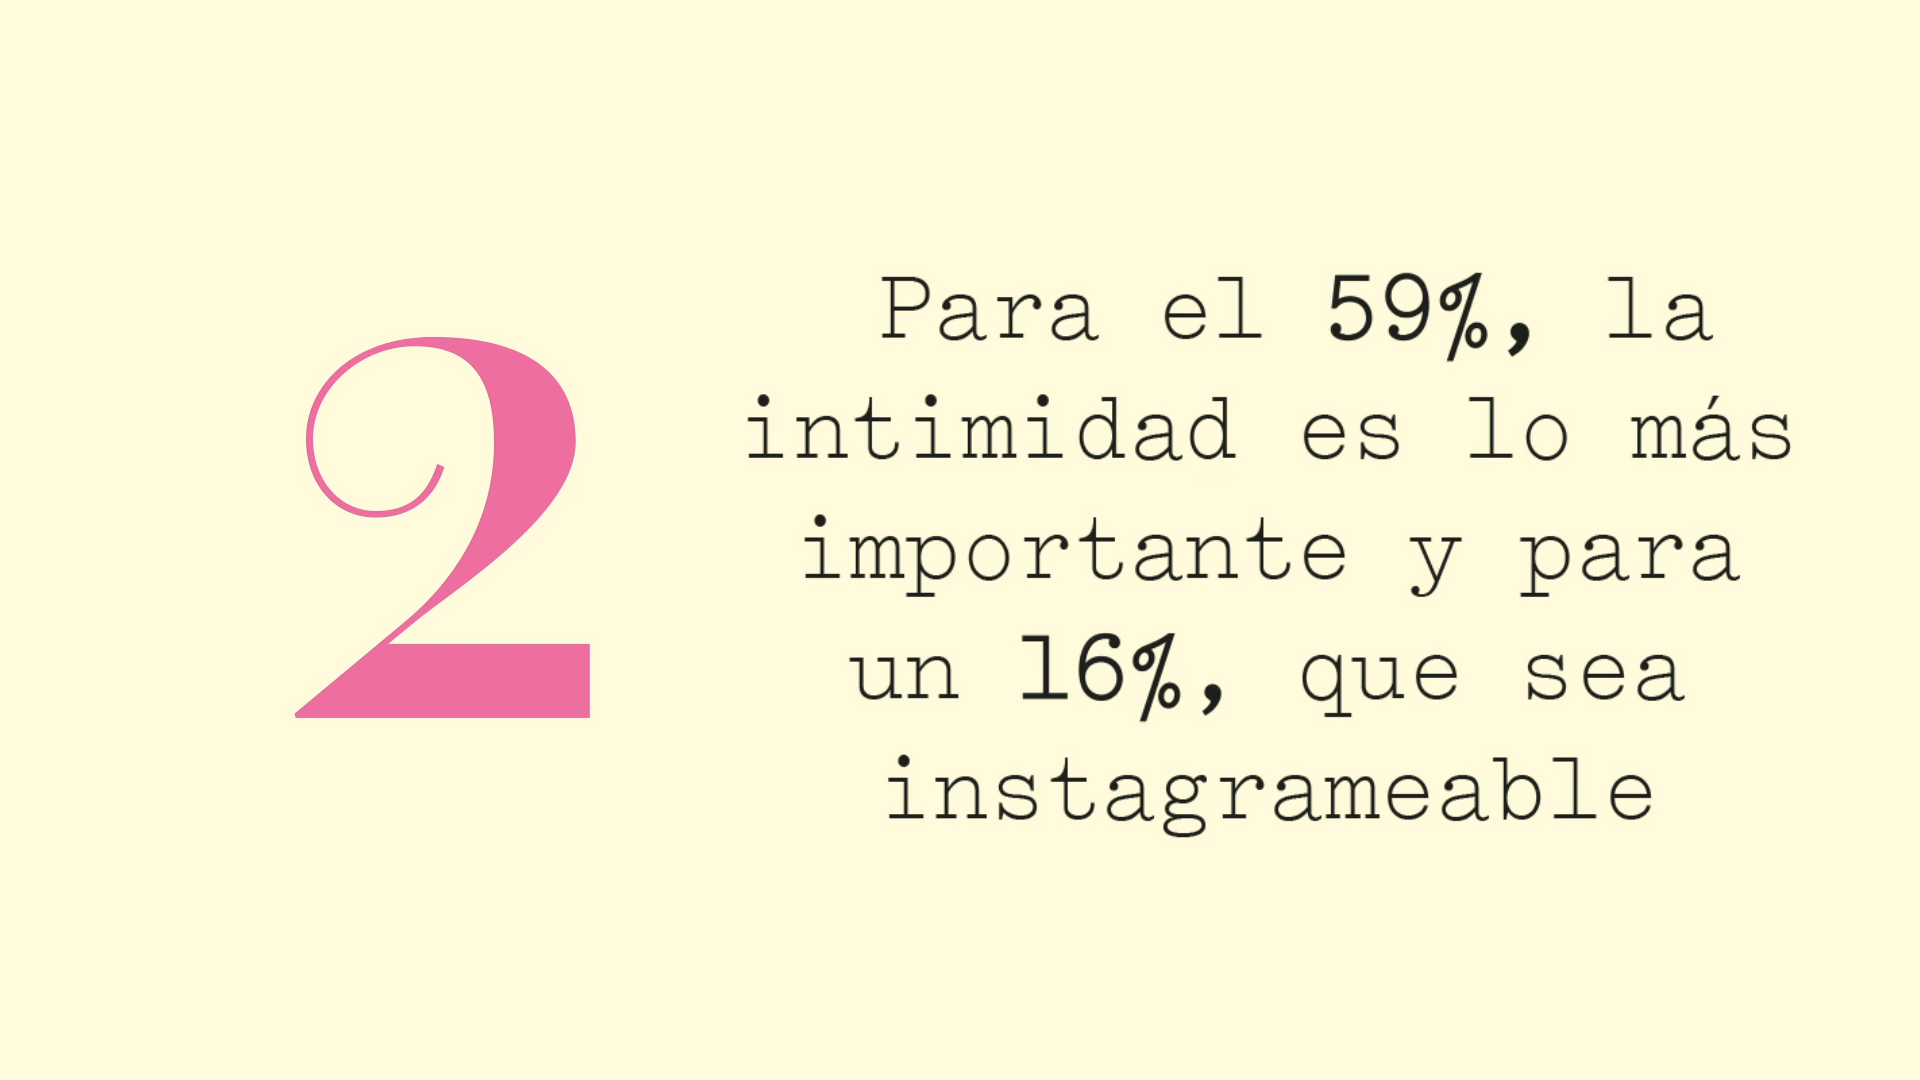 2
Para el 59%, la
intimidad es lo más
importante y para
un 16%, que sea
instagrameable